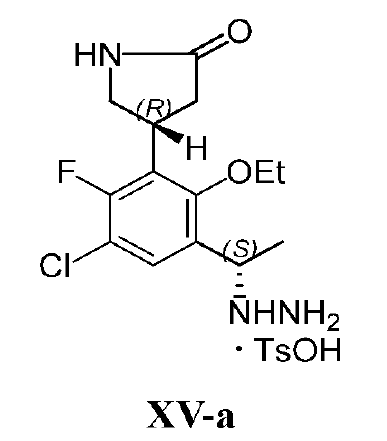 HN
O
(R)
H
F
OEt
Cl
(S)
NHNH₂
· TsOH
XV-a